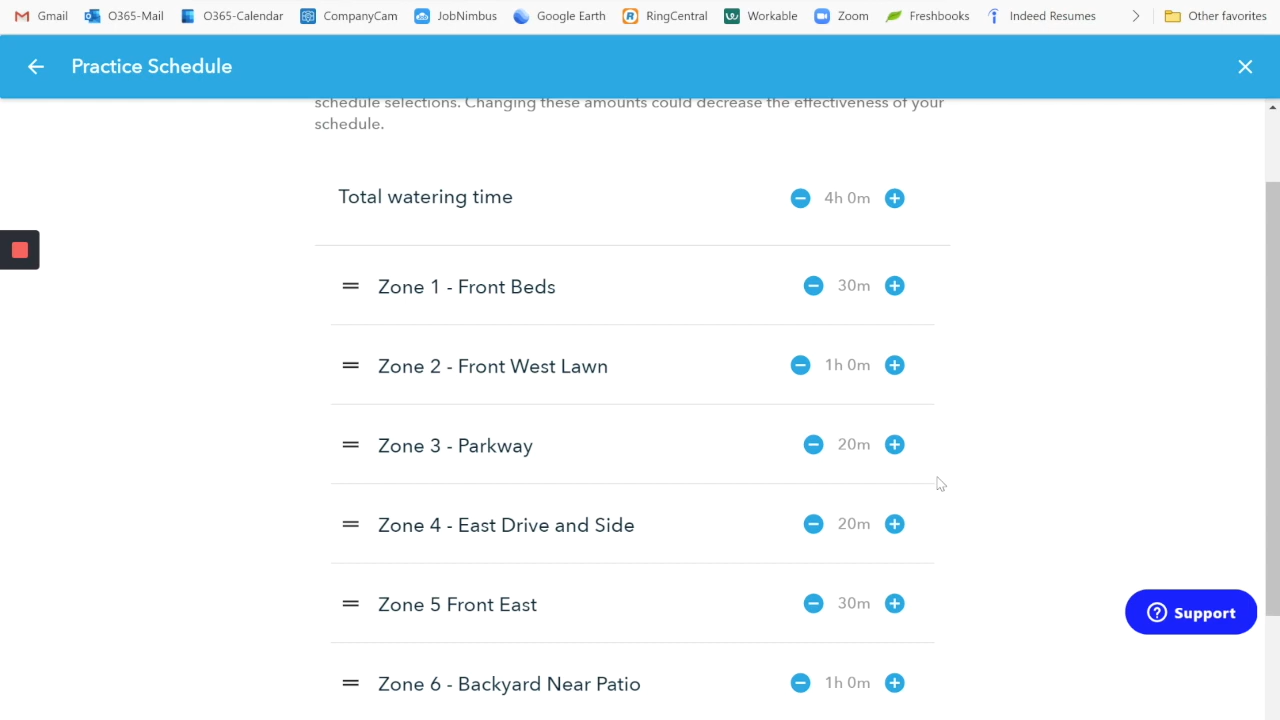 Gmail O365-Mail O365-Calendar CompanyCam JobNimbus Google Earth RingCentral Workable Zoom Freshbooks Indeed Resumes Other favorites
Practice Schedule
schedule selections. Changing these amounts could decrease the effectiveness of your
schedule.
Total watering time 4h 0m
Zone 1 - Front Beds 30m
Zone 2 - Front West Lawn 1h 0m
Zone 3 - Parkway 20m
Zone 4 - East Drive and Side 20m
Zone 5 Front East 30m
Support
Zone 6 - Backyard Near Patio 1h 0m